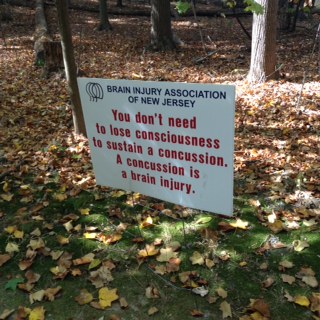 BRAIN INJURY ASSOCIATION
OF NEW JERSEY
You don't need
to lose consciousness
to sustain a concussion.
A concussion is
a brain injury.